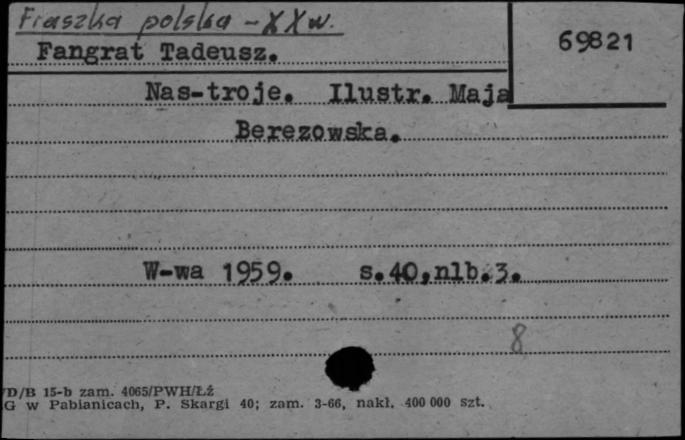 Fraszka polska - XX w.
Fangrat Tadeusz.
69821
Nas-troje. Ilustr. Maja
Berezowska.
W-wa 1959. s.40,nlb.3.
8
D/B 15-b zam. 4065/PWH/Łź
G w Pabianicach, P. Skargi 40; zam. 3-66, nakł. 400 000 szt.